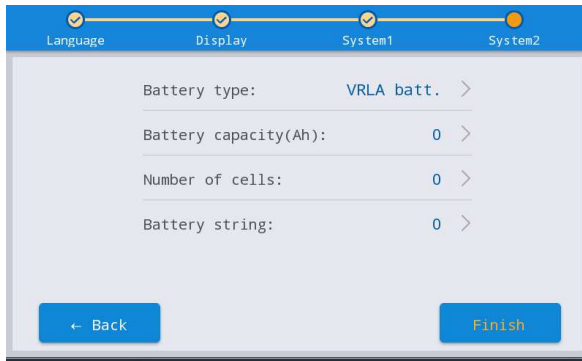 Language Display System1 System2
Battery type: VRLA batt.
Battery capacity(Ah): 0
Number of cells: 0
Battery string: 0
← Back Finish